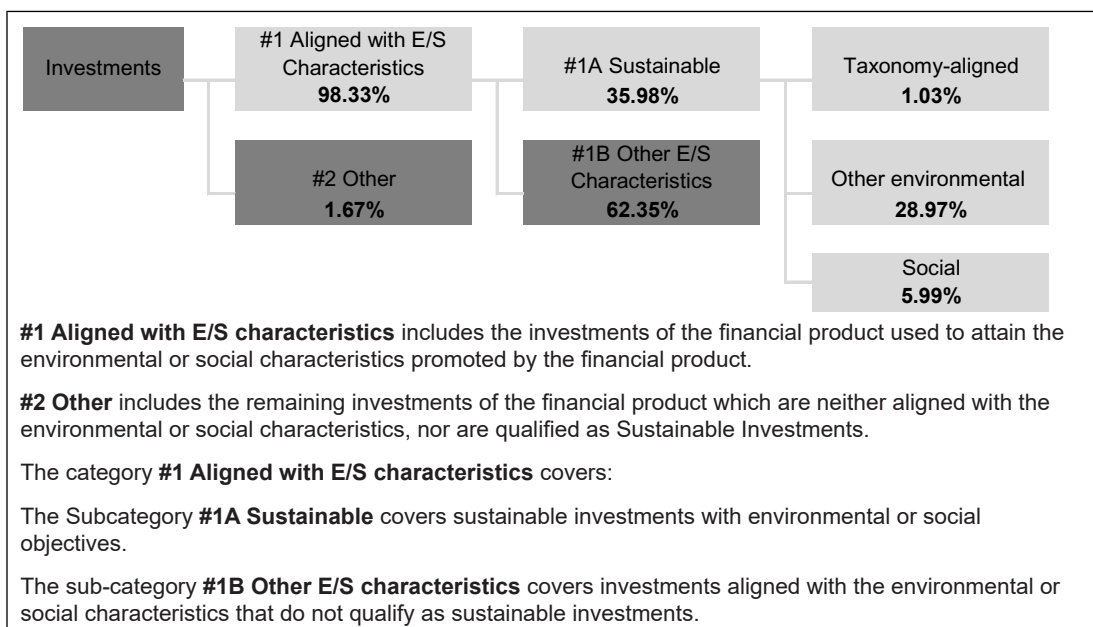 Investments
#1 Aligned with E/S
Characteristics
98.33%
#1A Sustainable
35.98%
Taxonomy-aligned
1.03%
#2 Other
1.67%
#1B Other E/S
Characteristics
62.35%
Other environmental
28.97%
Social
5.99%
#1 Aligned with E/S characteristics includes the investments of the financial product used to attain the
environmental or social characteristics promoted by the financial product.
#2 Other includes the remaining investments of the financial product which are neither aligned with the
environmental or social characteristics, nor are qualified as Sustainable Investments.
The category #1 Aligned with E/S characteristics covers:
The Subcategory #1A Sustainable covers sustainable investments with environmental or social
objectives.
The sub-category #1B Other E/S characteristics covers investments aligned with the environmental or
social characteristics that do not qualify as sustainable investments.